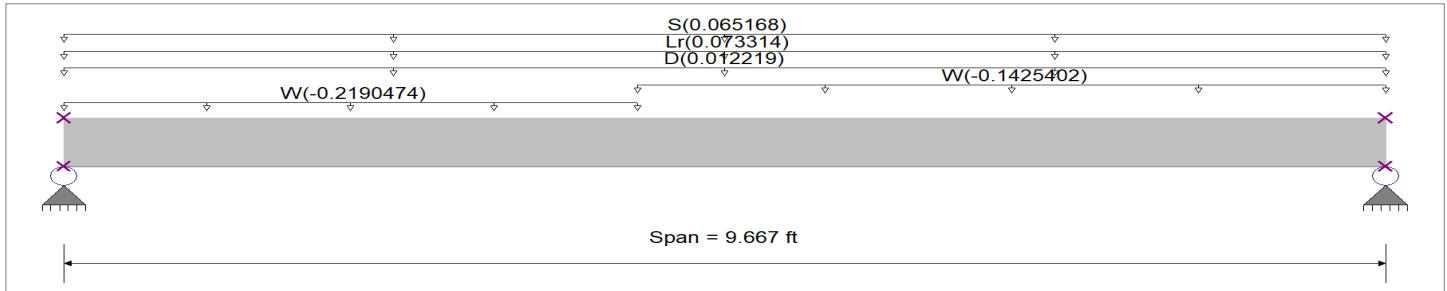 S(0.065168)
Lr(0.073314)
D(0.012219)
W(-0.1425402)
W(-0.2190474)
Span = 9.667 ft